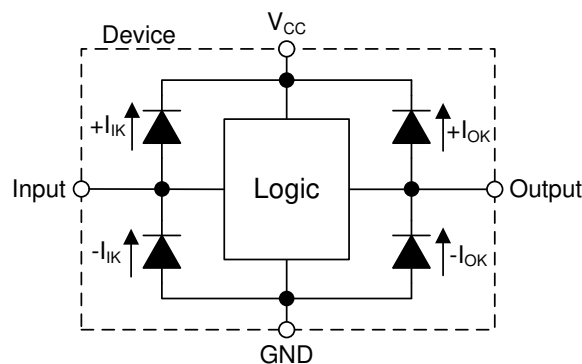 V_CC
Device
+I_IK
+I_OK
Input
Logic
Output
-I_IK
-I_OK
GND